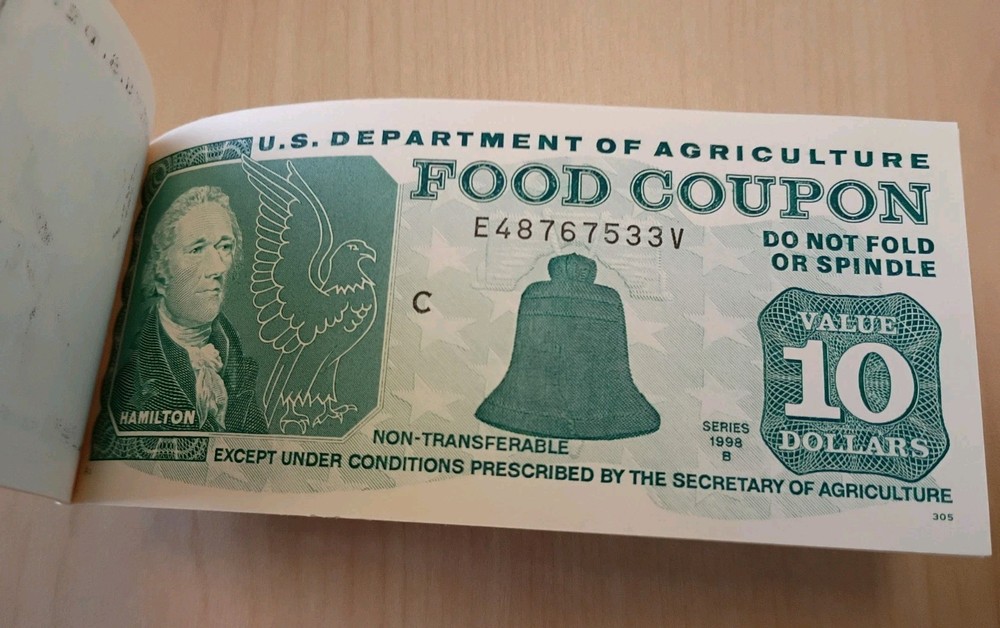 U.S. DEPARTMENT OF AGRICULTURE
FOOD COUPON
E48767533V
DO NOT FOLD
OR SPINDLE
C
VALUE
10
DOLLARS
HAMILTON
SERIES
1998
B
NON-TRANSFERABLE
EXCEPT UNDER CONDITIONS PRESCRIBED BY THE SECRETARY OF AGRICULTURE
305